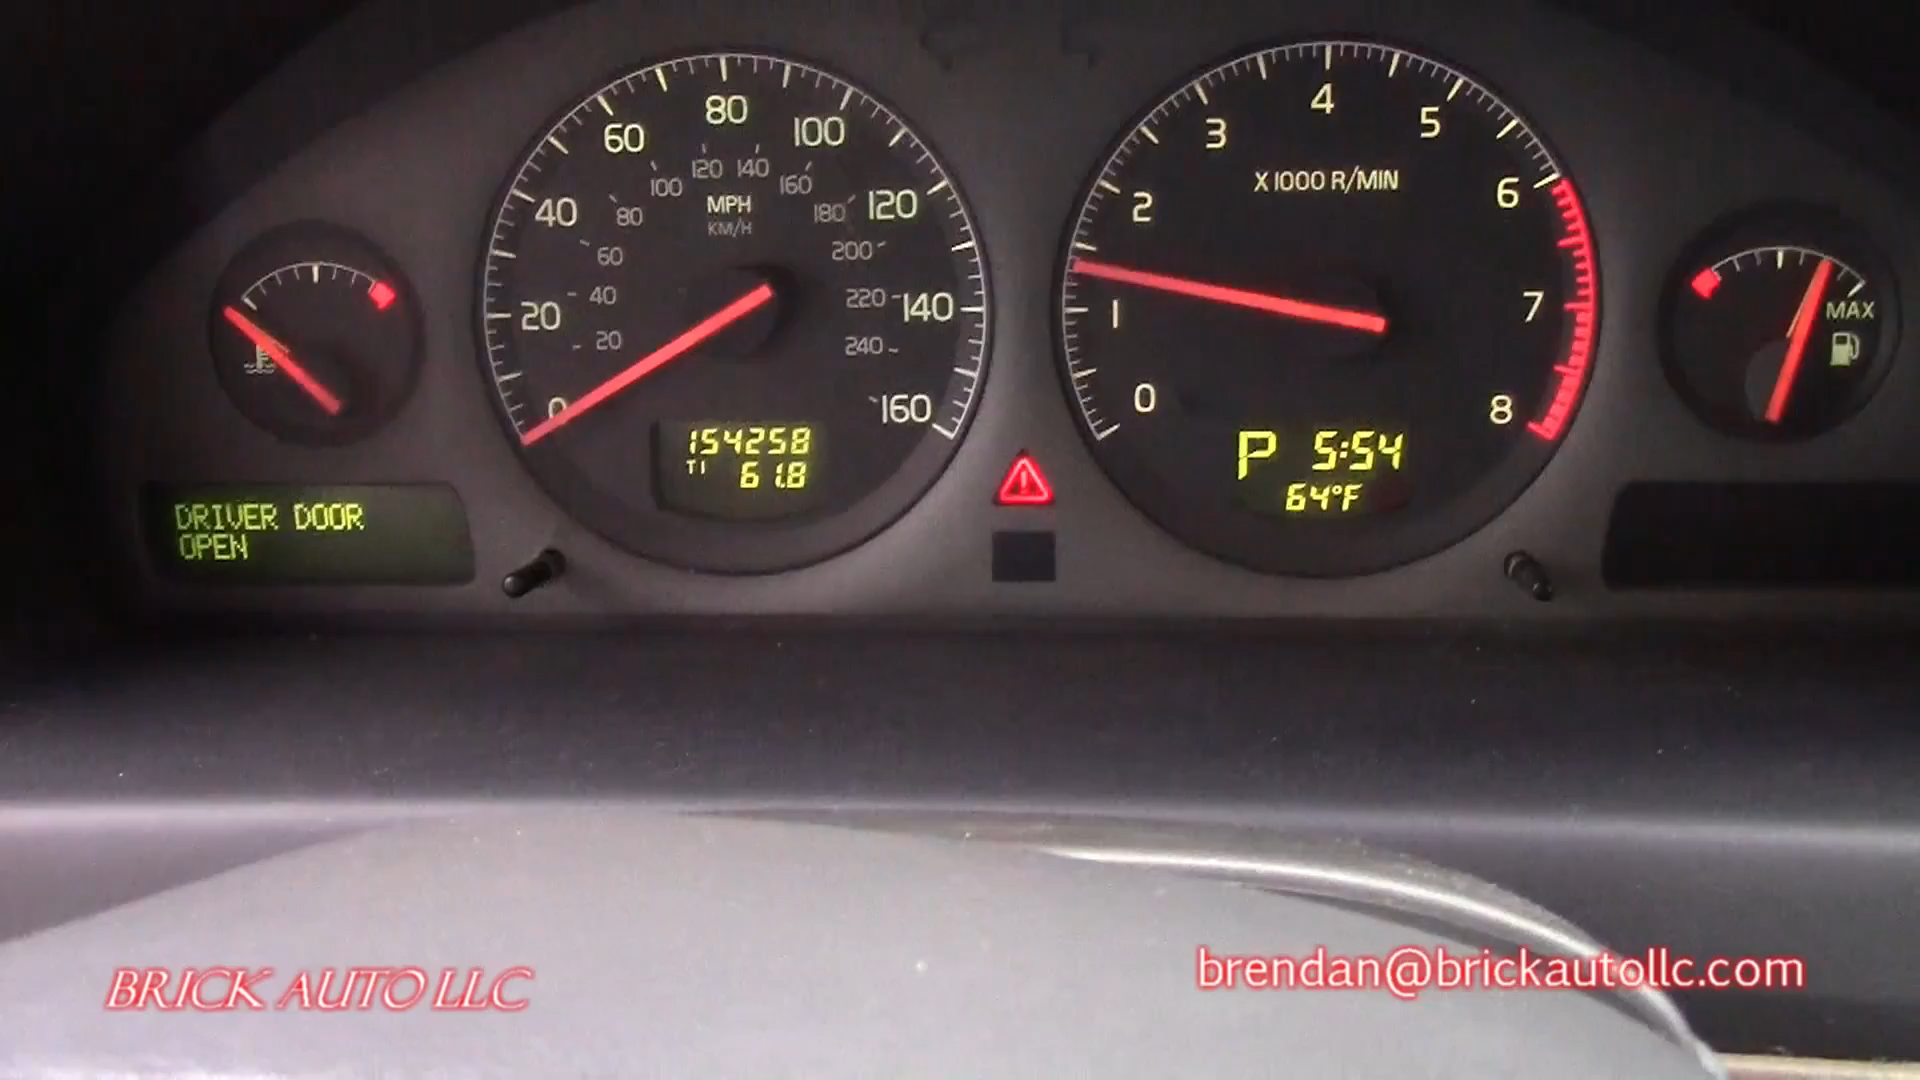 80
60
100
40
120
20
140
0
160
120 140
100
160
80
180
60
200
40
220
20
240
MPH
KM/H
154258
T1 61.8
DRIVER DOOR
OPEN
4
3
5
2
6
1
7
0
8
X1000 R/MIN
P 5:54
64°F
MAX
BRICK AUTO LLC
brendan@brickautollc.com